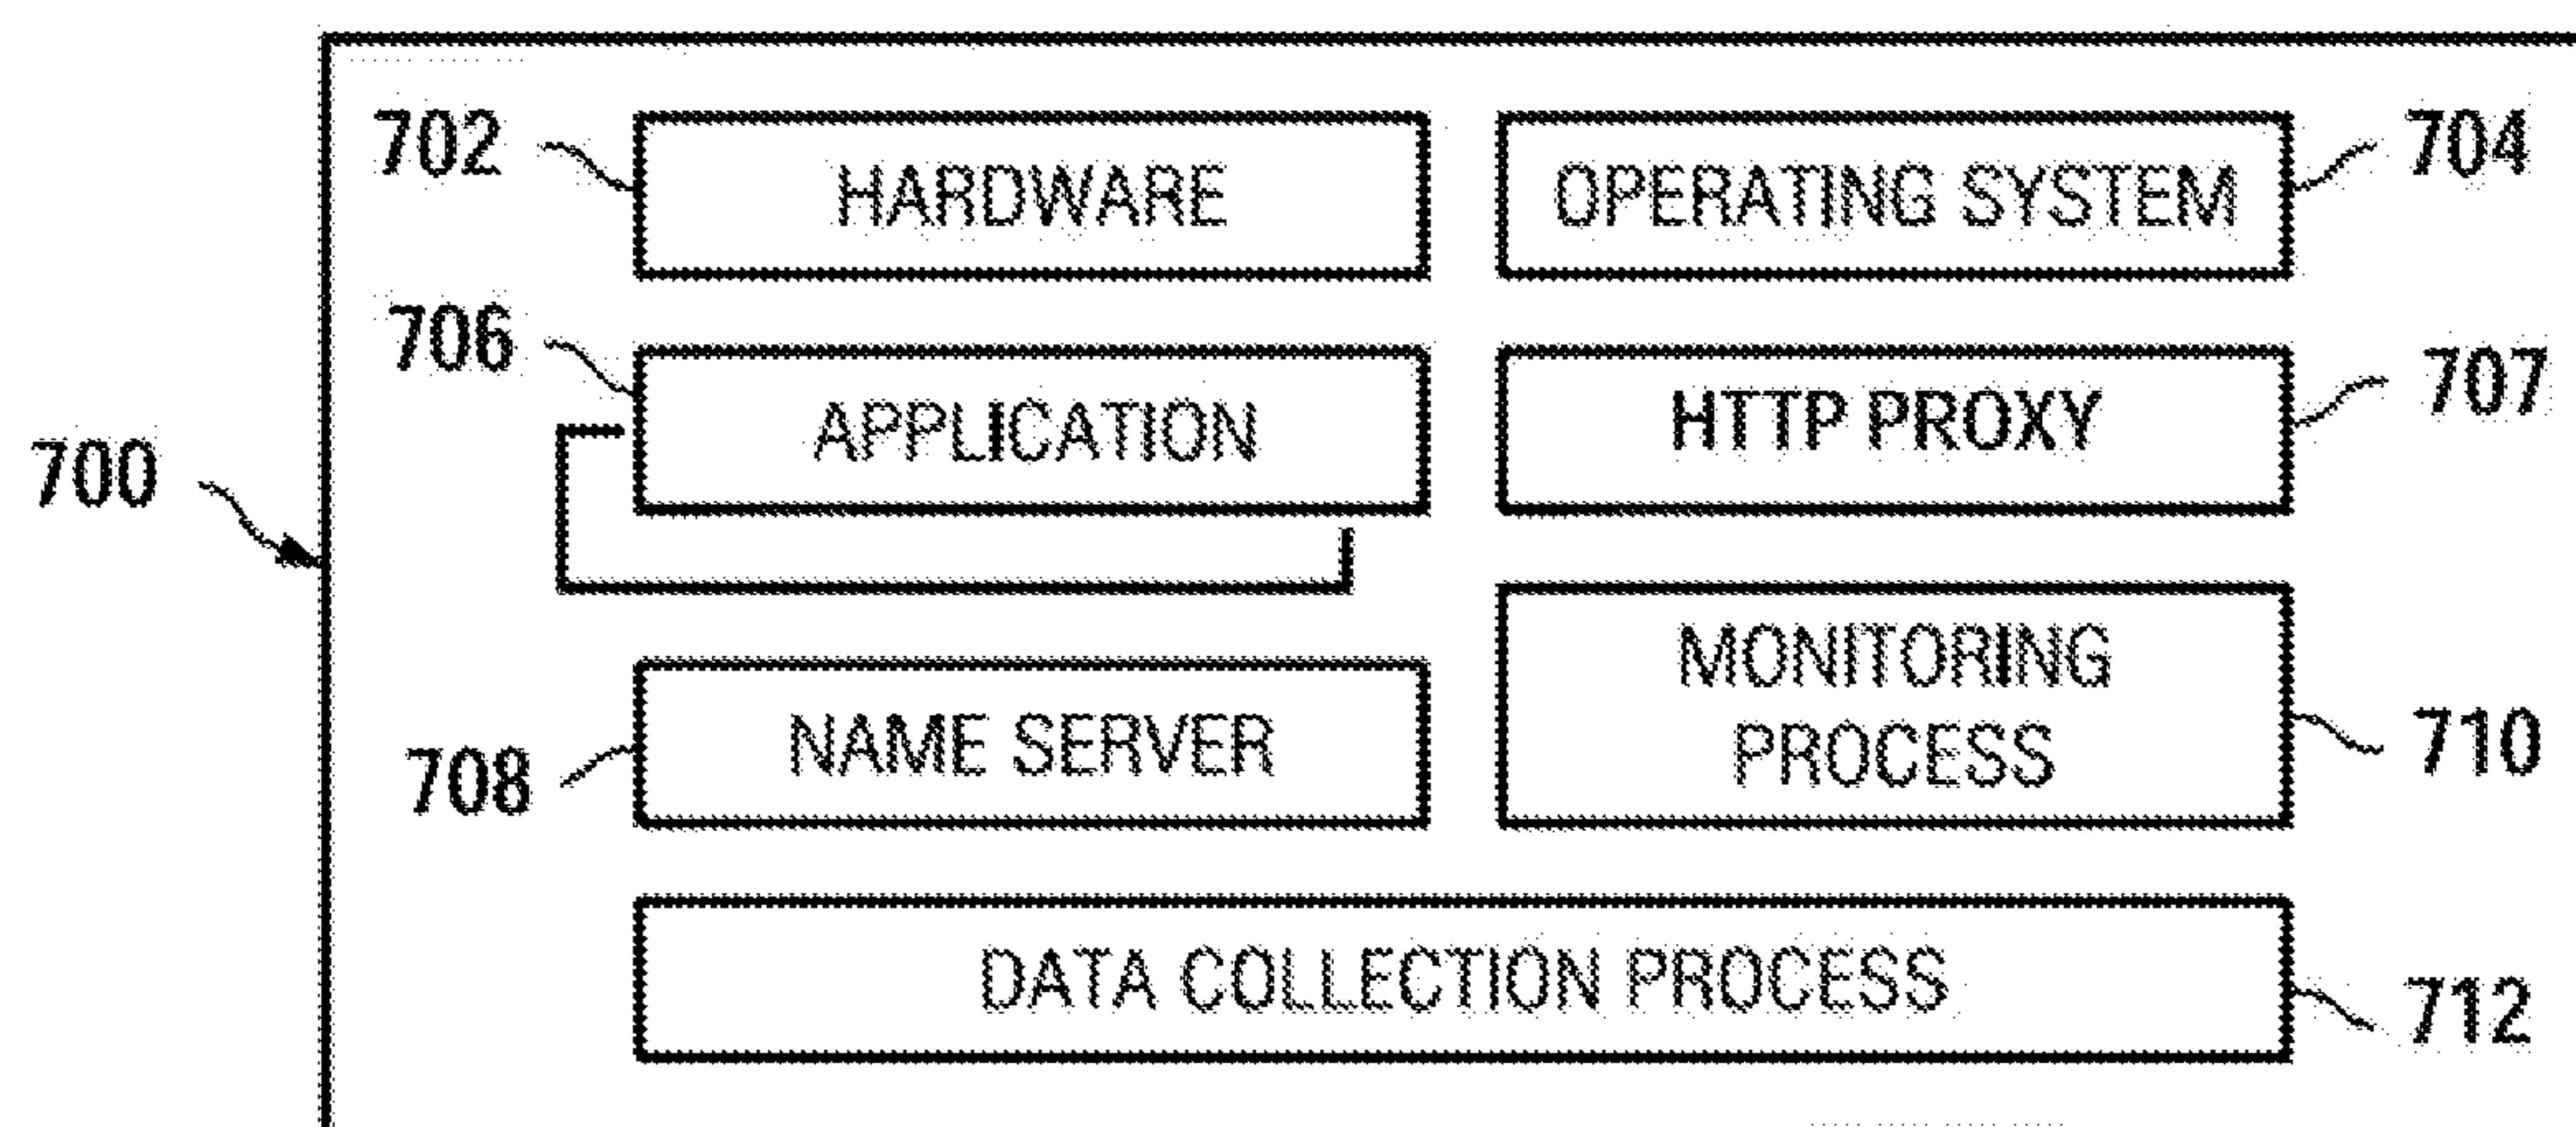 702 HARDWARE OPERATING SYSTEM 704
706 APPLICATION HTTP PROXY 707
700
MONITORING
708 NAME SERVER PROCESS 710
DATA COLLECTION PROCESS 712